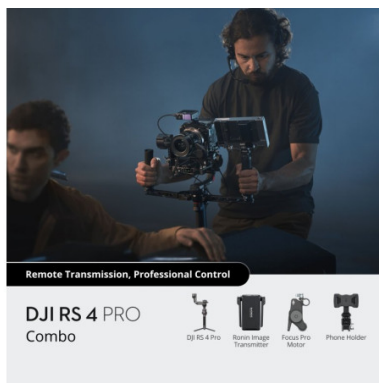 Remote Transmission, Professional Control
DJI RS 4 PRO
Combo
DJI RS 4 Pro
Ronin Image
Transmitter
Focus Pro
Motor
Phone Holder